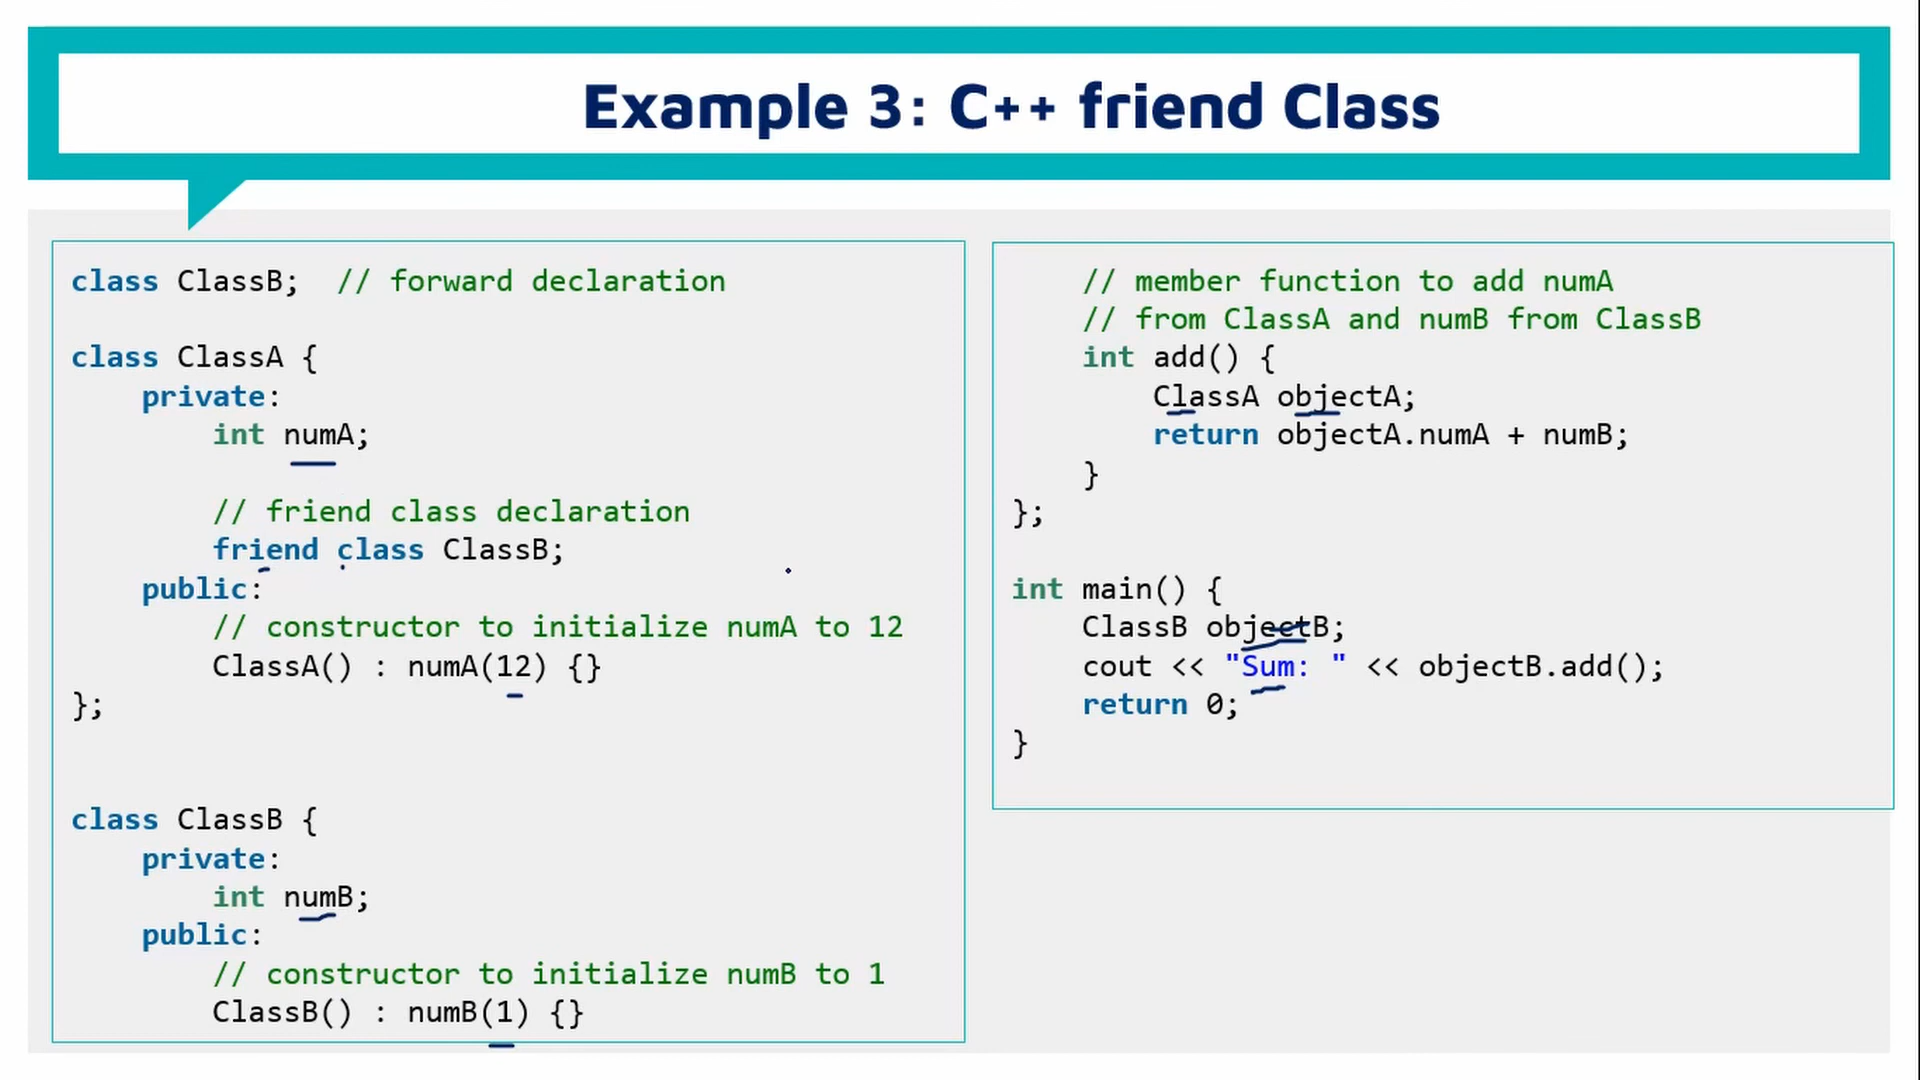 Example 3: C++ friend Class
class ClassB;  // forward declaration
class ClassA {
    private:
        int numA;
        // friend class declaration
        friend class ClassB;
    public:
        // constructor to initialize numA to 12
        ClassA() : numA(12) {}
};
class ClassB {
    private:
        int numB;
    public:
        // constructor to initialize numB to 1
        ClassB() : numB(1) {}
    // member function to add numA
    // from ClassA and numB from ClassB
    int add() {
        ClassA objectA;
        return objectA.numA + numB;
    }
};
int main() {
    ClassB objectB;
    cout << "Sum: " << objectB.add();
    return 0;
}